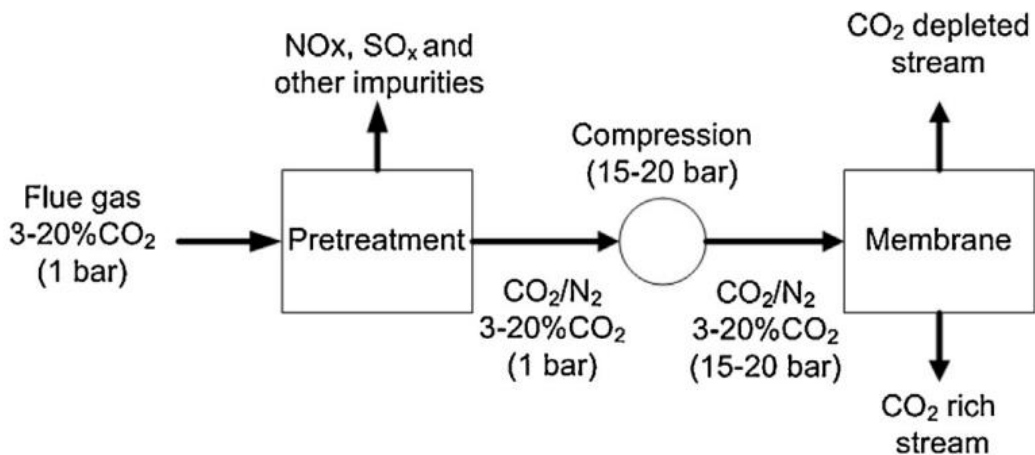 Flue gas
3-20%CO₂
(1 bar)
NOx, SOₓ and
other impurities
Pretreatment
CO₂/N₂
3-20%CO₂
(1 bar)
Compression
(15-20 bar)
CO₂/N₂
3-20%CO₂
(15-20 bar)
CO₂ depleted
stream
Membrane
CO₂ rich
stream